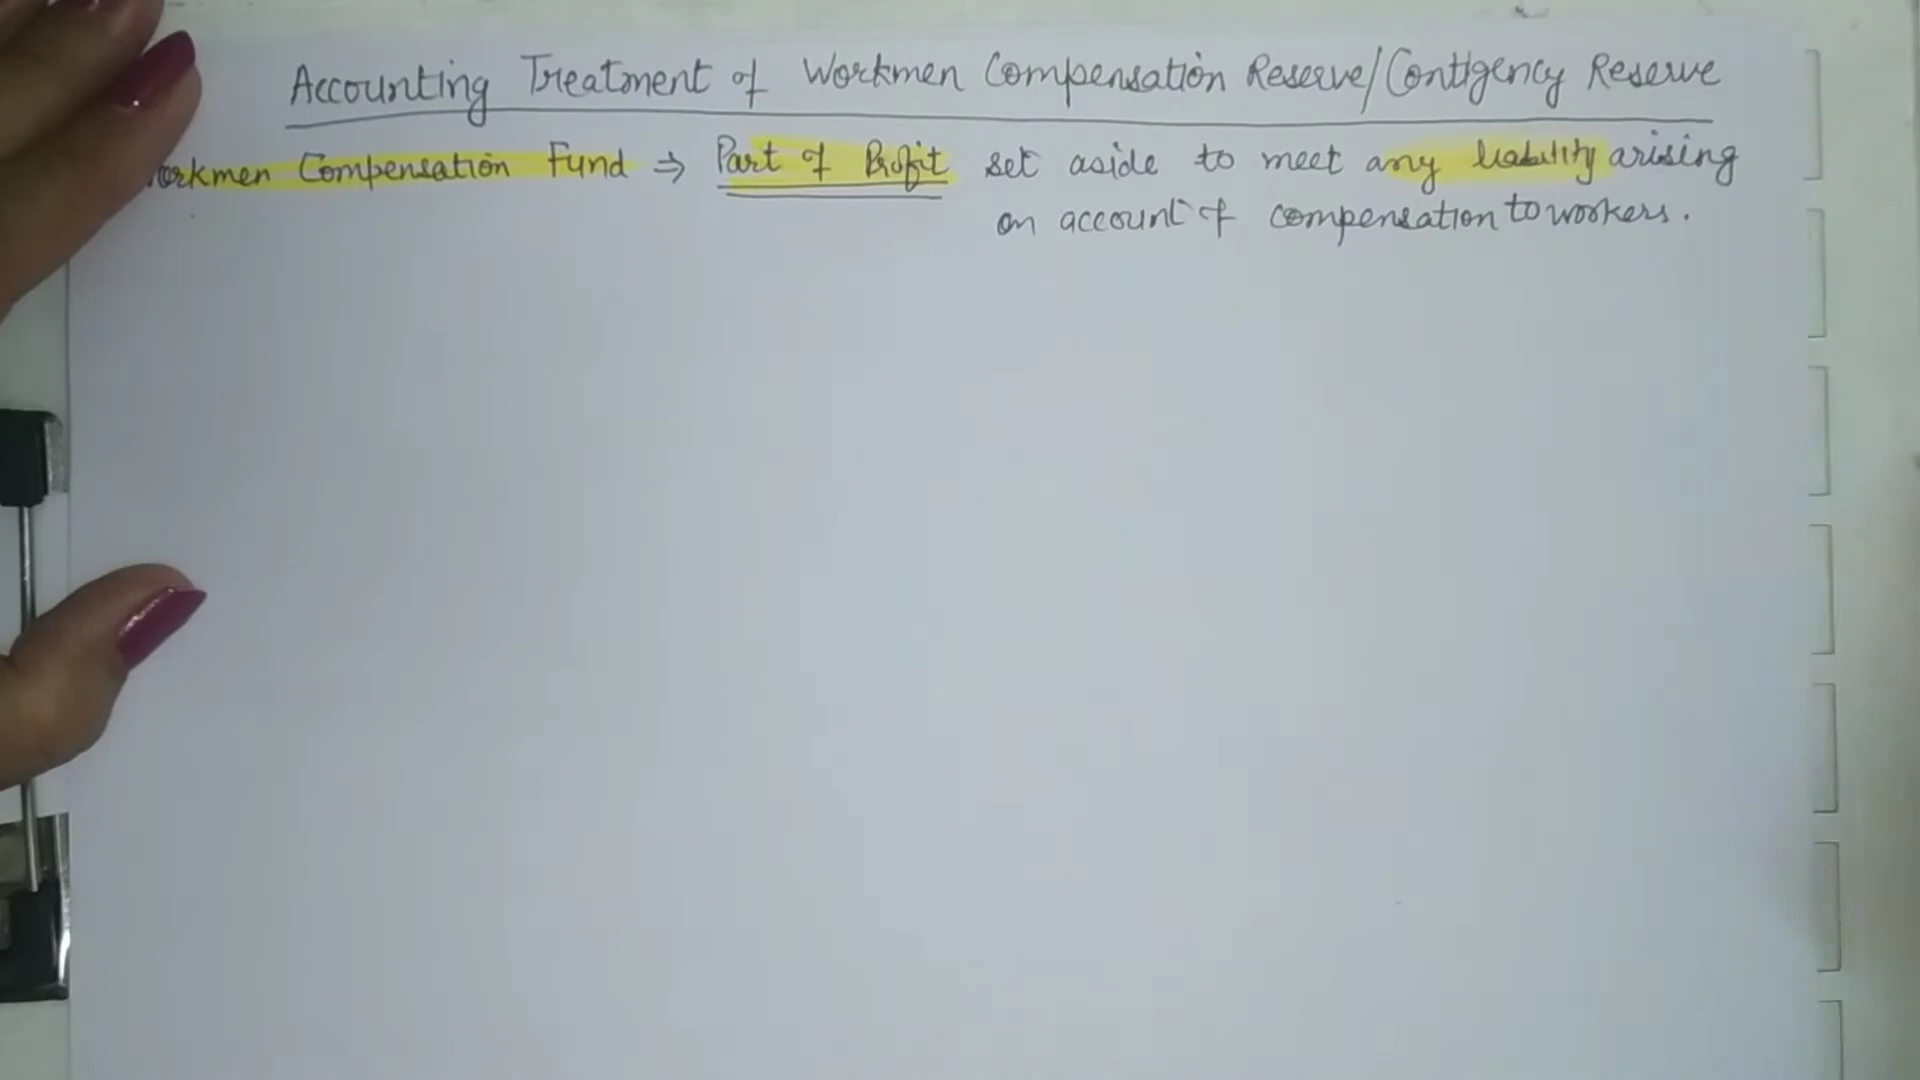 Accounting Treatment of Workmen Compensation Reserve/Contigency Reserve
orkmen Compensation Fund ⇒ Part of Profit set aside to meet any liability arising
on account of compensation to workers.